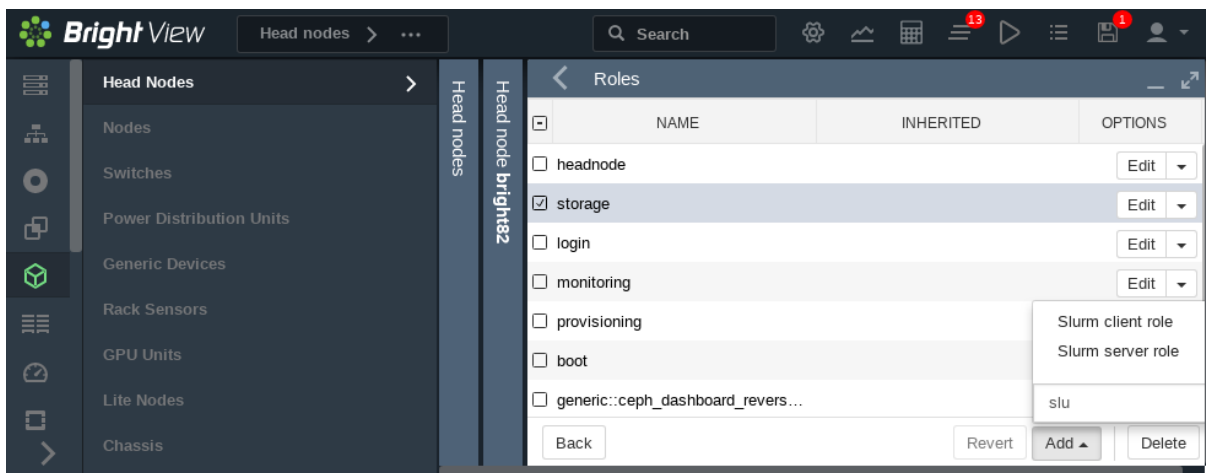 Bright View
Head nodes
Search
13
1
Head Nodes
Nodes
Switches
Power Distribution Units
Generic Devices
Rack Sensors
GPU Units
Lite Nodes
Chassis
Head nodes
Head node bright82
Roles
NAME INHERITED OPTIONS
headnode Edit
storage Edit
login Edit
monitoring Edit
provisioning
boot
generic::ceph_dashboard_revers...
Slurm client role
Slurm server role
slu
Back Revert Add Delete